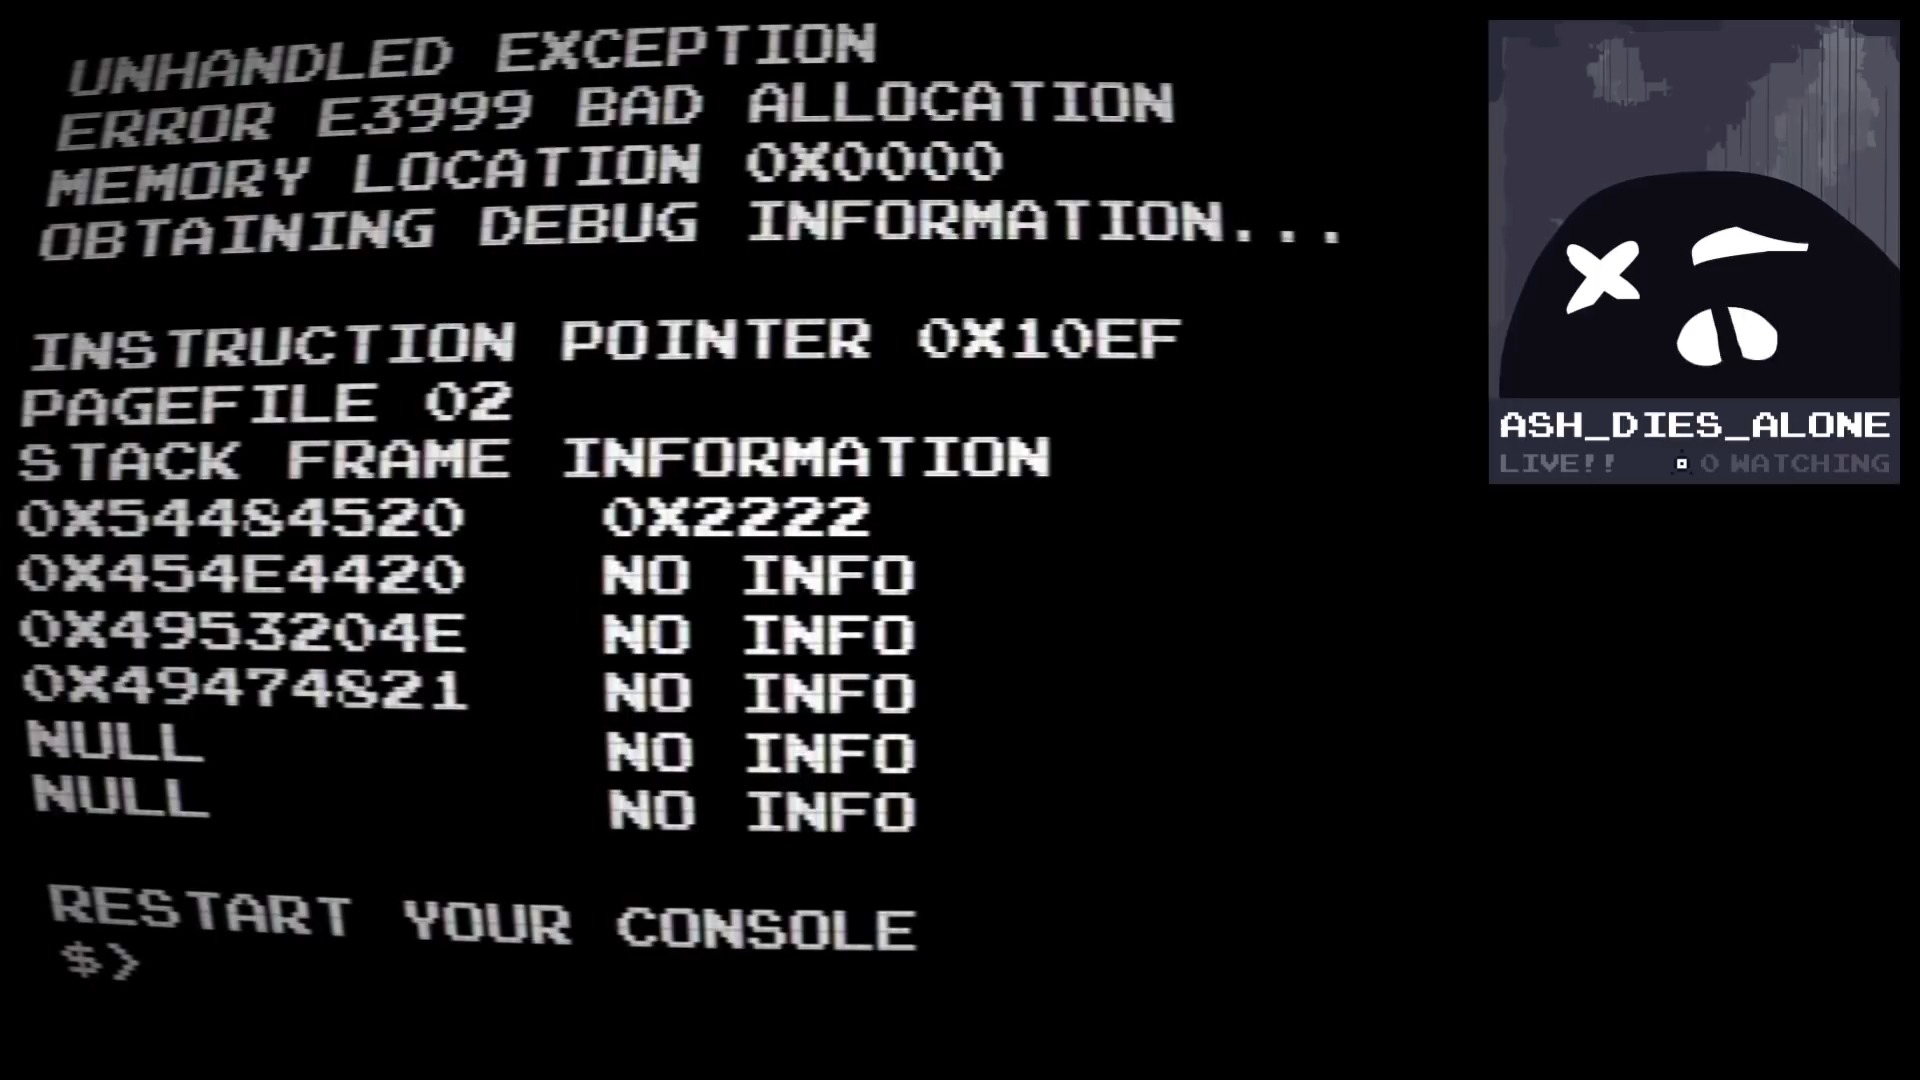 UNHANDLED EXCEPTION
ERROR E3999 BAD ALLOCATION
MEMORY LOCATION 0X0000
OBTAINING DEBUG INFORMATION...
INSTRUCTION POINTER 0X10EF
PAGEFILE 02
STACK FRAME INFORMATION
0X54484520 0X2222
0X454E4420 NO INFO
0X4953204E NO INFO
0X49474821 NO INFO
NULL NO INFO
NULL NO INFO
RESTART YOUR CONSOLE
$>
ASH_DIES_ALONE
LIVE!! 0 WATCHING